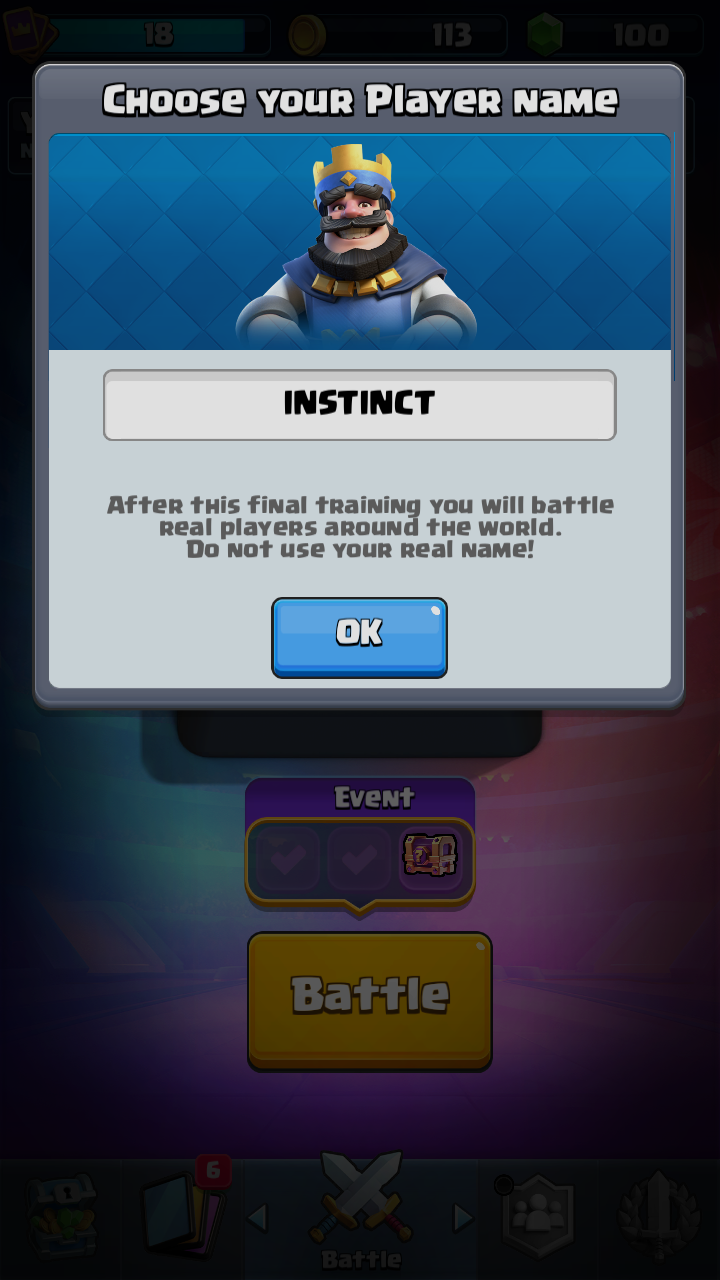 18
113
100
Choose your Player name
INSTINCT
After this final training you will battle
real players around the world.
Do not use your real name!
OK
Event
Battle
6
Battle